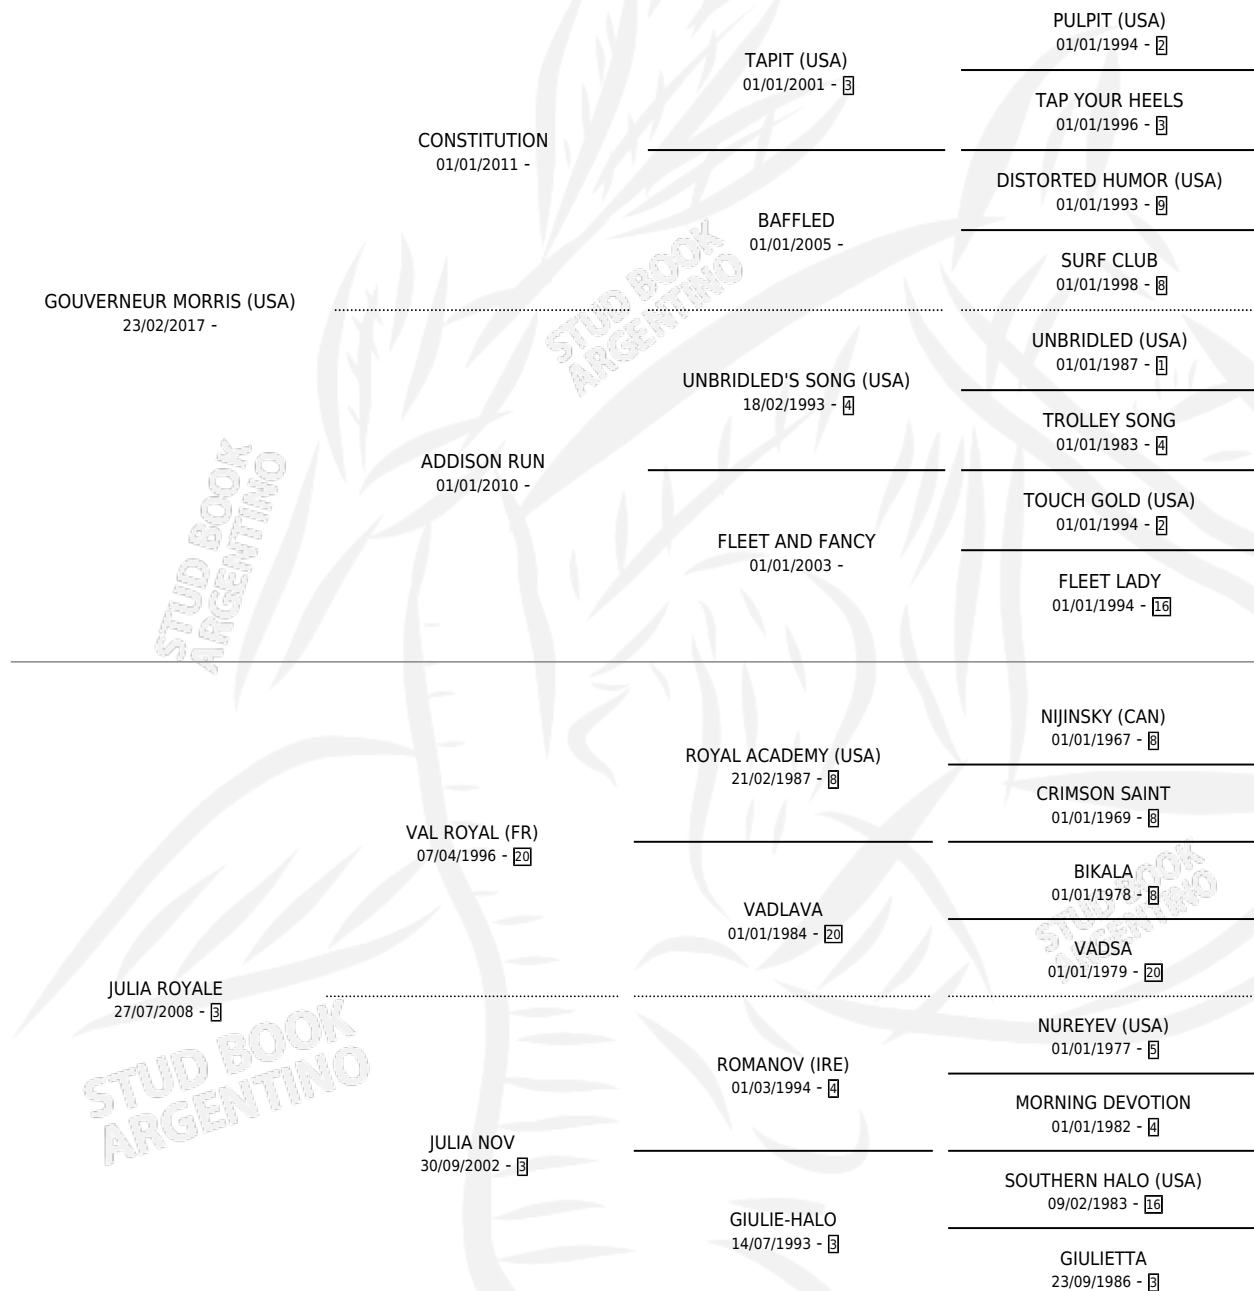 PULPIT (USA)
01/01/1994 - 2
TAPIT (USA)
01/01/2001 - 3
TAP YOUR HEELS
01/01/1996 - 3
CONSTITUTION
01/01/2011 -
DISTORTED HUMOR (USA)
01/01/1993 - 9
BAFFLED
01/01/2005 -
SURF CLUB
01/01/1998 - 8
GOUVERNEUR MORRIS (USA)
23/02/2017 -
UNBRIDLED (USA)
01/01/1987 - 1
UNBRIDLED'S SONG (USA)
18/02/1993 - 4
TROLLEY SONG
01/01/1983 - 4
ADDISON RUN
01/01/2010 -
TOUCH GOLD (USA)
01/01/1994 - 2
FLEET AND FANCY
01/01/2003 -
FLEET LADY
01/01/1994 - 16
NIJINSKY (CAN)
01/01/1967 - 8
ROYAL ACADEMY (USA)
21/02/1987 - 8
CRIMSON SAINT
01/01/1969 - 8
VAL ROYAL (FR)
07/04/1996 - 20
BIKALA
01/01/1978 - 8
VADLAVA
01/01/1984 - 20
VADSA
01/01/1979 - 20
JULIA ROYALE
27/07/2008 - 3
NUREYEV (USA)
01/01/1977 - 5
ROMANOV (IRE)
01/03/1994 - 4
MORNING DEVOTION
01/01/1982 - 4
JULIA NOV
30/09/2002 - 3
SOUTHERN HALO (USA)
09/02/1983 - 16
GIULIE-HALO
14/07/1993 - 3
GIULIETTA
23/09/1986 - 3
STUD BOOK
ARGENTINO
STUD BOOK
ARGENTINO
STUD BOOK
ARGENTINO
STUD BOOK
ARGENTINO